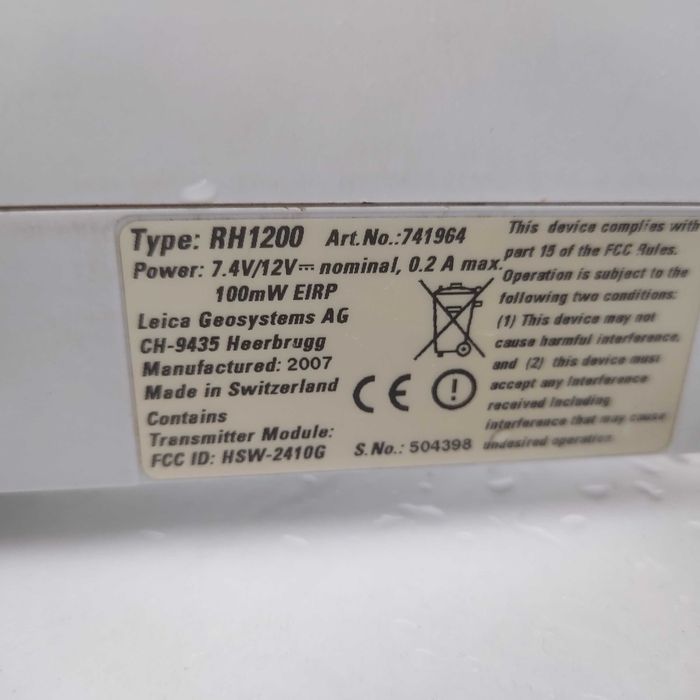 Type: RH1200 Art.No.:741964
Power: 7.4V/12V⎓ nominal, 0.2 A max.
100mW EIRP
Leica Geosystems AG
CH-9435 Heerbrugg
Manufactured: 2007
Made in Switzerland
Contains
Transmitter Module:
FCC ID: HSW-2410G
CE
S.No.: 504398
This device complies with
part 15 of the FCC Rules.
Operation is subject to the
following two conditions:
(1) This device may not
cause harmful interference,
and (2) this device must
accept any interference
received including
interference that may cause
undesired operation.